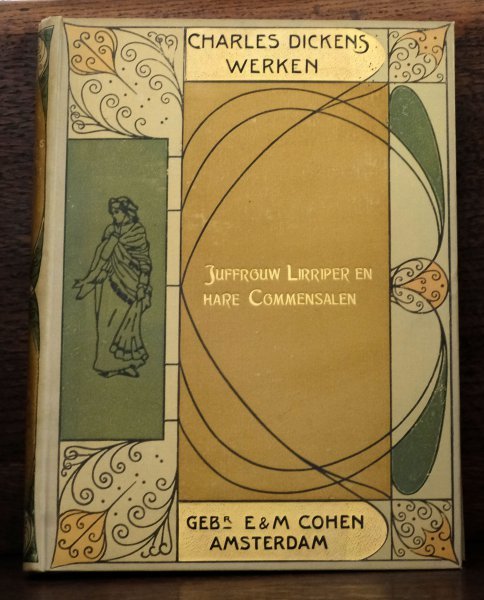 CHARLES DICKENS
WERKEN
JUFFROUW LIRRIPER EN
HARE COMMENSALEN
GEBR. E & M COHEN
AMSTERDAM